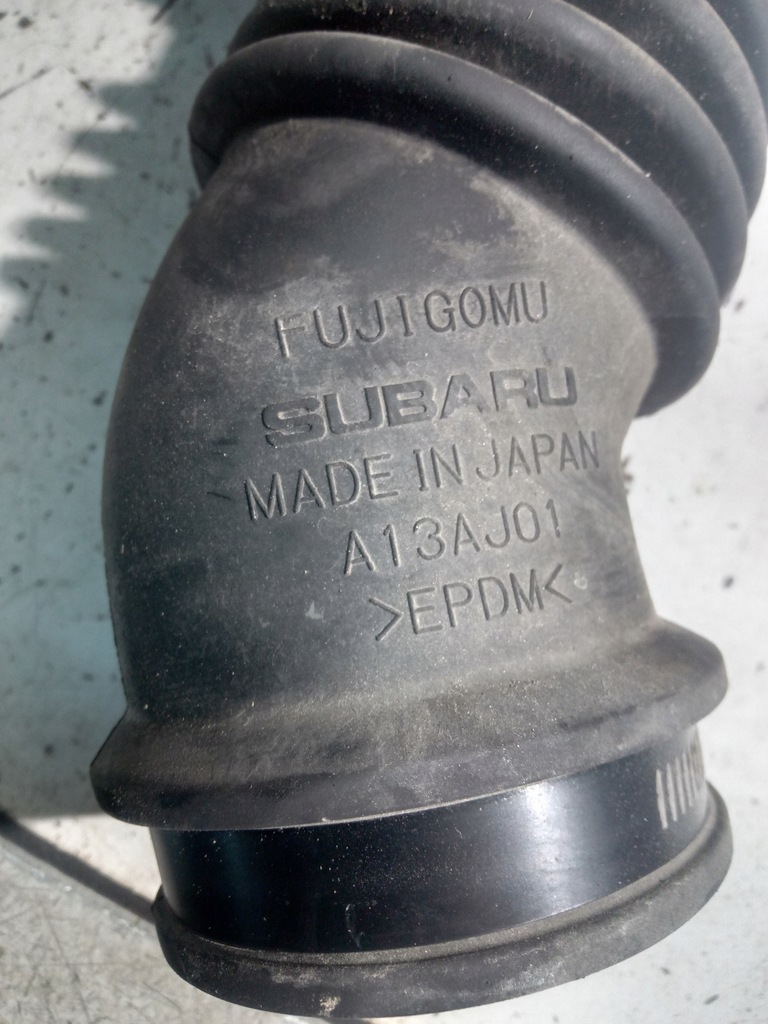 FUJIGOMU
SUBARU
MADE IN JAPAN
A13AJ01
>EPDM<